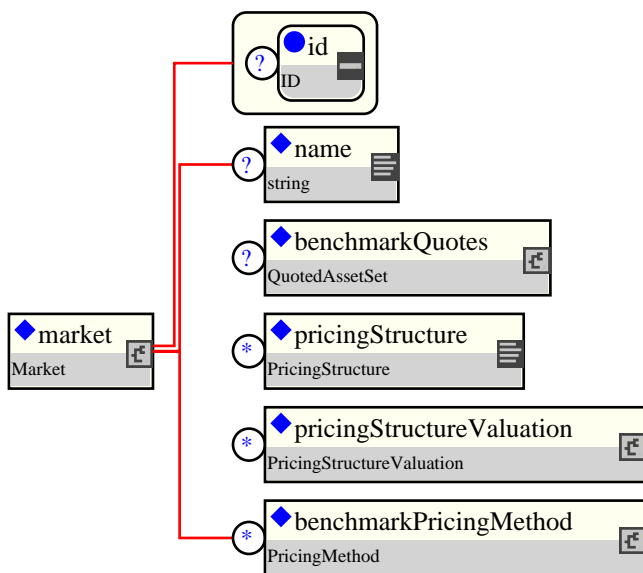 ? id
ID
? name
string
? benchmarkQuotes
QuotedAssetSet
market
Market
* pricingStructure
PricingStructure
* pricingStructureValuation
PricingStructureValuation
* benchmarkPricingMethod
PricingMethod